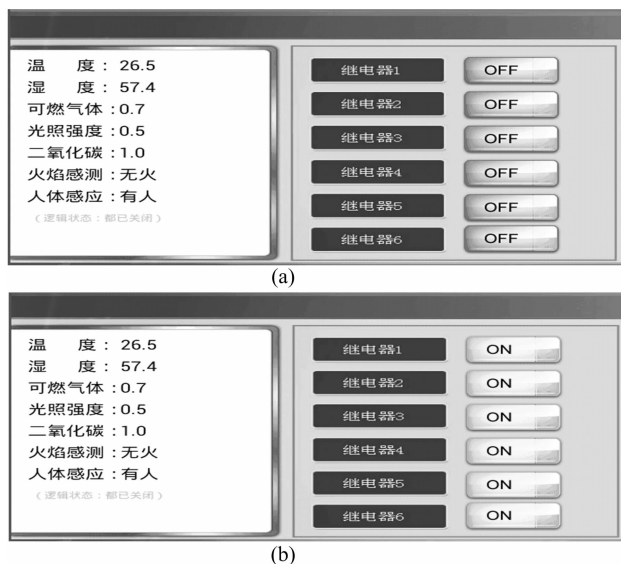 温 度：26.5
湿 度：57.4
可燃气体：0.7
光照强度：0.5
二氧化碳：1.0
火焰感测：无火
人体感应：有人
（逻辑状态：都已关闭）
继电器1 OFF
继电器2 OFF
继电器3 OFF
继电器4 OFF
继电器5 OFF
继电器6 OFF
(a)
温 度：26.5
湿 度：57.4
可燃气体：0.7
光照强度：0.5
二氧化碳：1.0
火焰感测：无火
人体感应：有人
（逻辑状态：都已关闭）
继电器1 ON
继电器2 ON
继电器3 ON
继电器4 ON
继电器5 ON
继电器6 ON
(b)